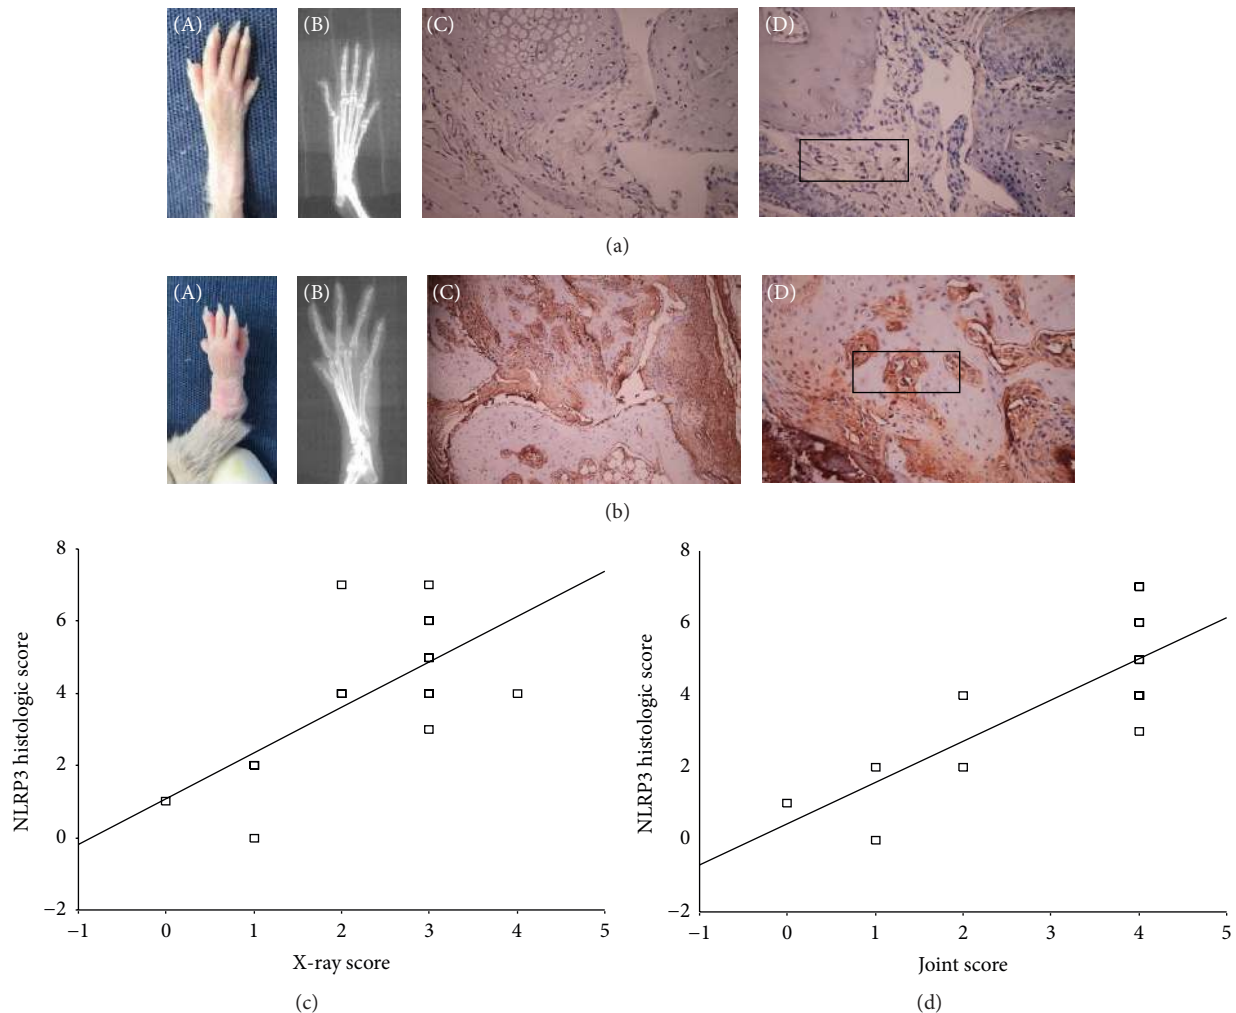 (A) (B) (C) (D)
(a)
(A) (B) (C) (D)
(b)
8
6
4
2
0
−2
NLRP3 histologic score
−1 0 1 2 3 4 5
X-ray score
(c)
8
6
4
2
0
−2
NLRP3 histologic score
−1 0 1 2 3 4 5
Joint score
(d)